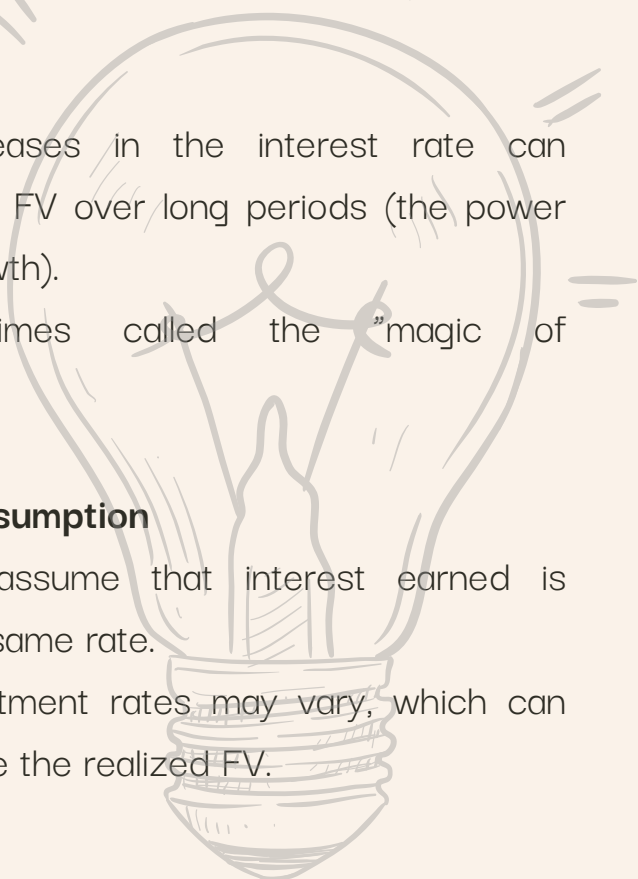 eases in the interest rate can
FV over long periods (the power
wth).
imes called the ”magic of
sumption
assume that interest earned is
same rate.
tment rates may vary, which can
e the realized FV.